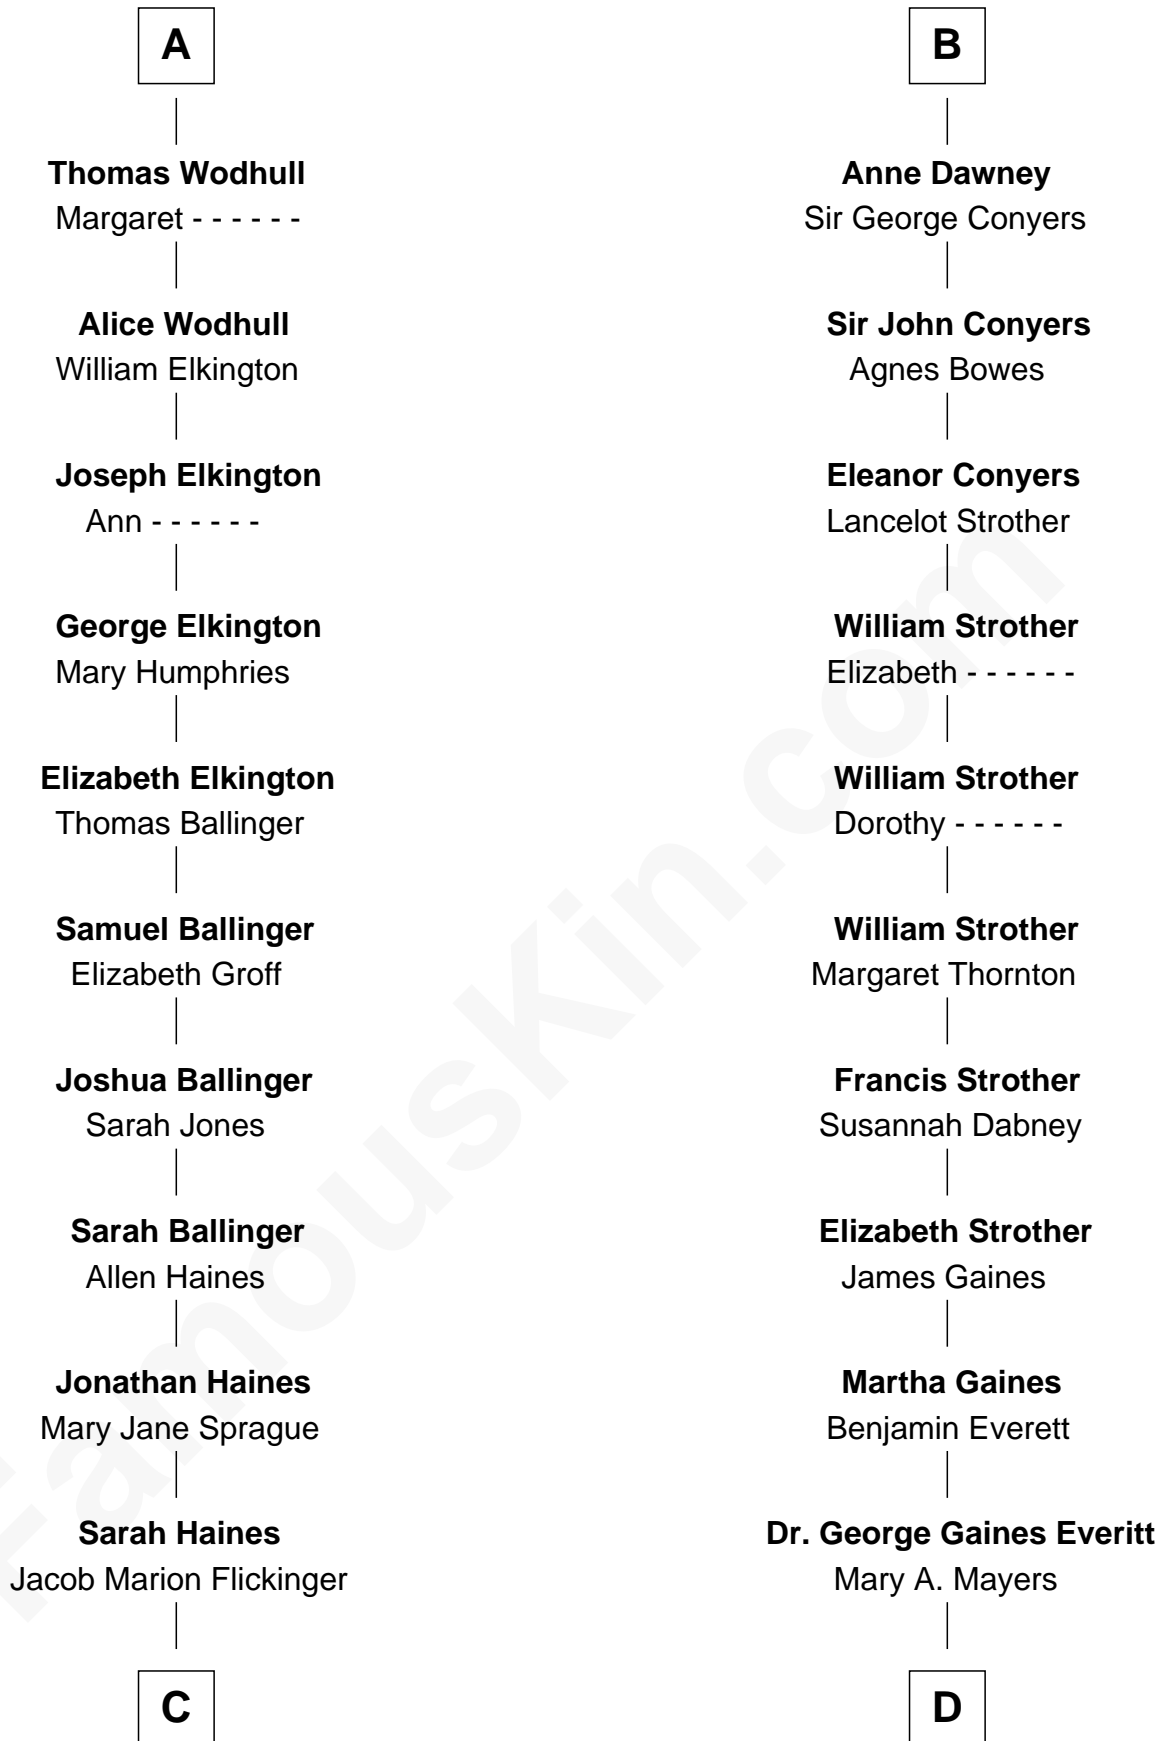 A
Thomas Wodhull
Margaret - - - - - -
Alice Wodhull
William Elkington
Joseph Elkington
Ann - - - - - -
George Elkington
Mary Humphries
Elizabeth Elkington
Thomas Ballinger
Samuel Ballinger
Elizabeth Groff
Joshua Ballinger
Sarah Jones
Sarah Ballinger
Allen Haines
Jonathan Haines
Mary Jane Sprague
Sarah Haines
Jacob Marion Flickinger
C
B
Anne Dawney
Sir George Conyers
Sir John Conyers
Agnes Bowes
Eleanor Conyers
Lancelot Strother
William Strother
Elizabeth - - - - - -
William Strother
Dorothy - - - - - -
William Strother
Margaret Thornton
Francis Strother
Susannah Dabney
Elizabeth Strother
James Gaines
Martha Gaines
Benjamin Everett
Dr. George Gaines Everitt
Mary A. Mayers
D
FamousKin.com